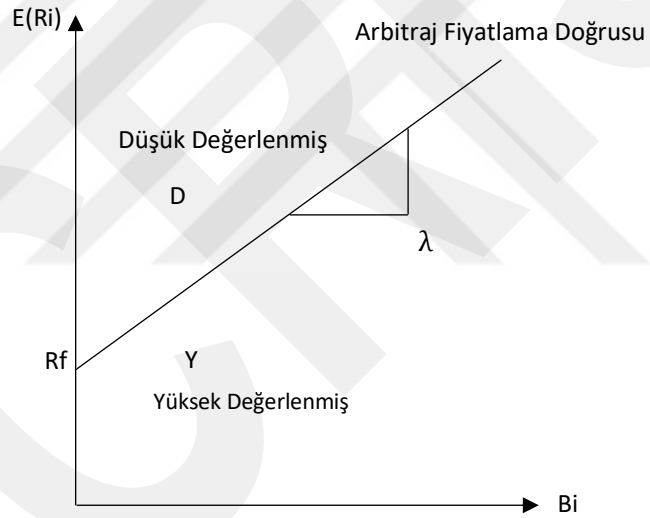 E(Ri)
Arbitraj Fiyatlama Doğrusu
Düşük Değerlenmiş
D
λ
Rf
Y
Yüksek Değerlenmiş
Bi